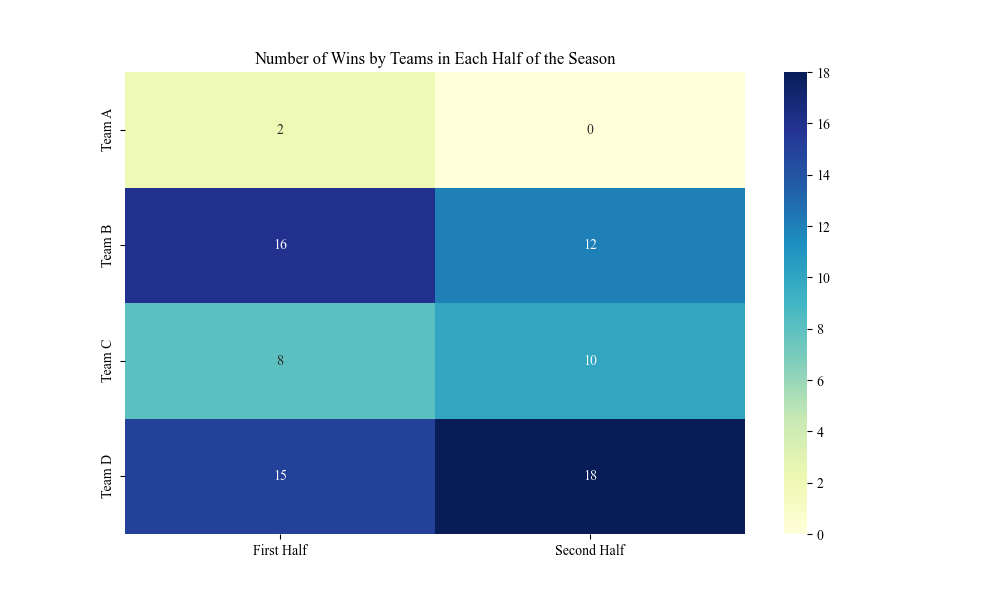 Number of Wins by Teams in Each Half of the Season
Team A
2
0
Team B
16
12
Team C
8
10
Team D
15
18
First Half
Second Half
18
16
14
12
10
8
6
4
2
0